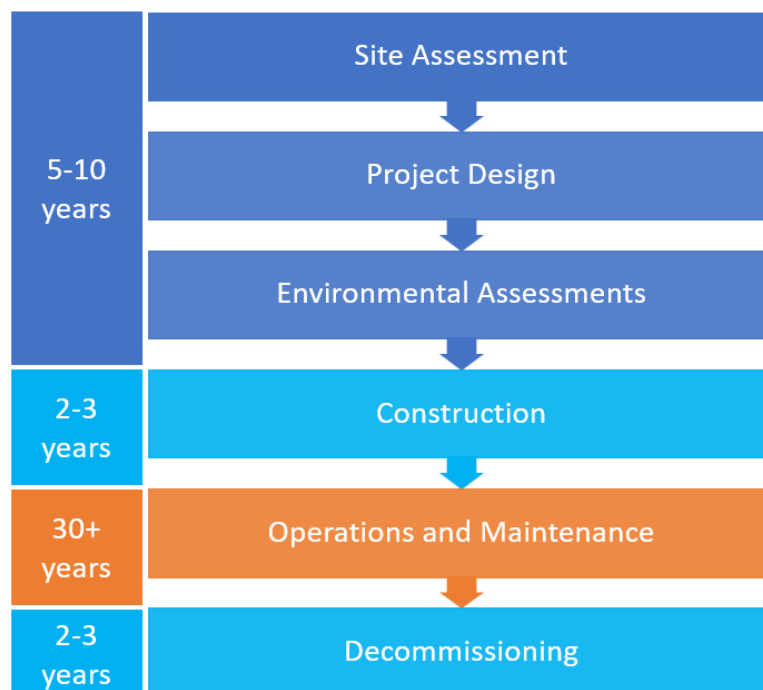 Site Assessment
5-10
years
Project Design
Environmental Assessments
2-3
years
Construction
30+
years
Operations and Maintenance
2-3
years
Decommissioning